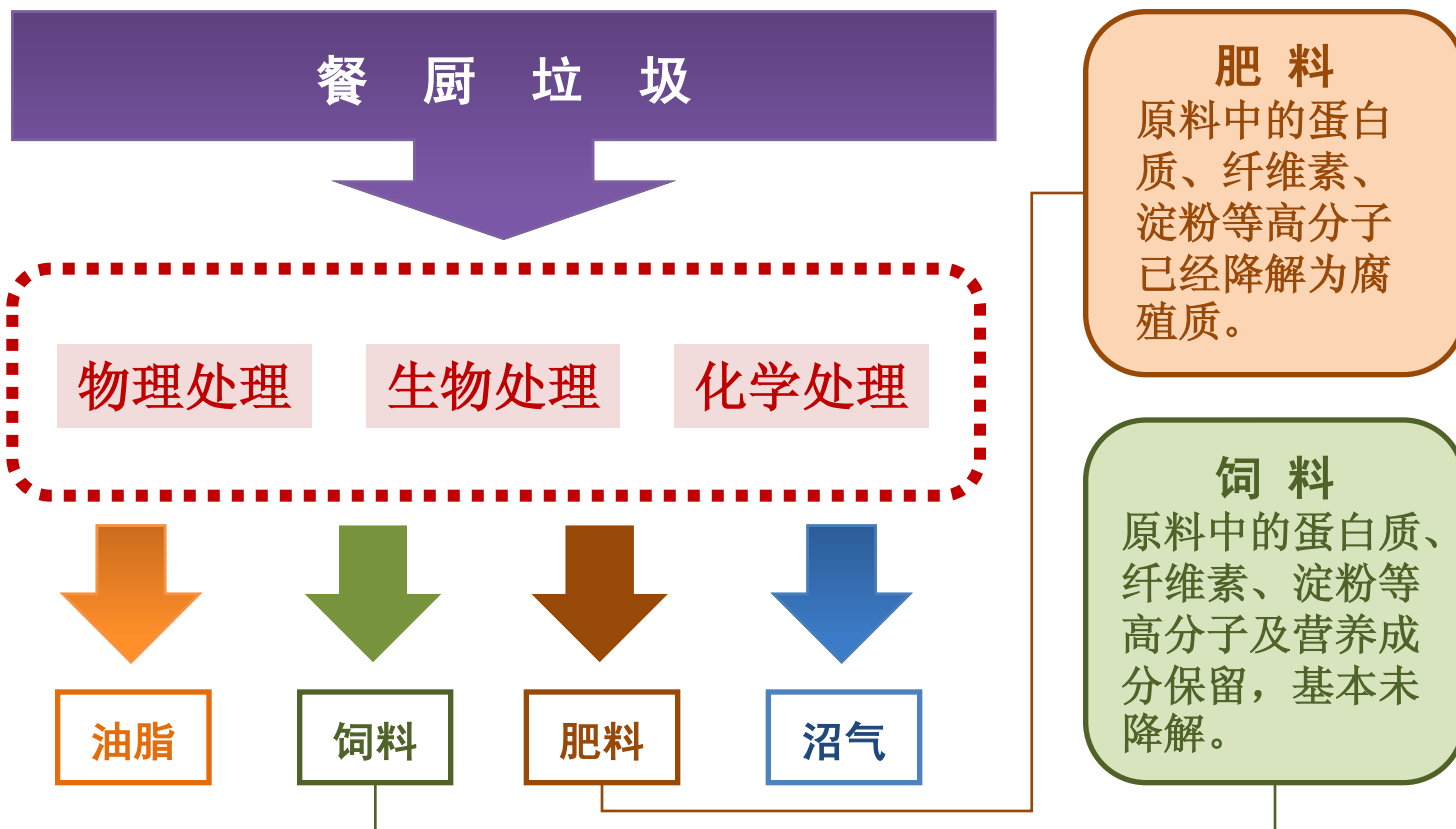 餐 厨 垃 圾
物理处理
生物处理
化学处理
油脂
饲料
肥料
沼气
肥 料
原料中的蛋白
质、纤维素、
淀粉等高分子
已经降解为腐
殖质。
饲 料
原料中的蛋白质、
纤维素、淀粉等
高分子及营养成
分保留，基本未
降解。